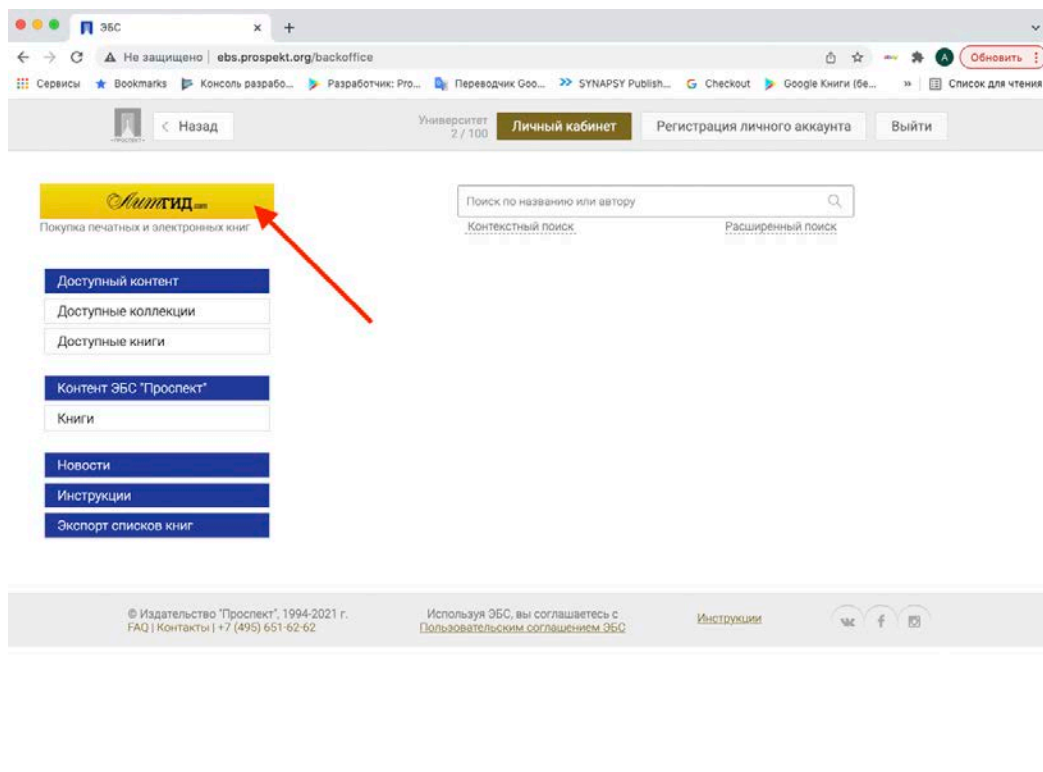 ЭБС
Не защищено | ebs.prospekt.org/backoffice
Обновить
Сервисы Bookmarks Консоль разрабо... Разработчик: Pro... Переводчик Goo... SYNAPSY Publish... Checkout Google Книги (бе... » Список для чтения
ПРОСПЕКТ
< Назад
Университет
2 / 100
Личный кабинет
Регистрация личного аккаунта
Выйти
Литгид.com
Покупка печатных и электронных книг
Поиск по названию или автору
Контекстный поиск
Расширенный поиск
Доступный контент
Доступные коллекции
Доступные книги
Контент ЭБС "Проспект"
Книги
Новости
Инструкции
Экспорт списков книг
© Издательство "Проспект", 1994-2021 г.
FAQ | Контакты | +7 (495) 651-62-62
Используя ЭБС, вы соглашаетесь с
Пользовательским соглашением ЭБС
Инструкции